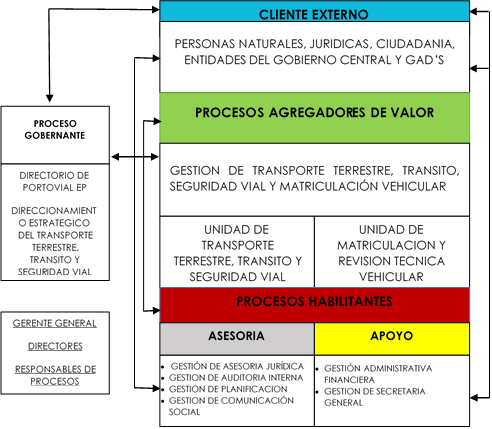 CLIENTE EXTERNO
PERSONAS NATURALES, JURIDICAS, CIUDADANIA,
ENTIDADES DEL GOBIERNO CENTRAL Y GAD'S
PROCESO
GOBERNANTE
DIRECTORIO DE
PORTOVIAL EP
DIRECCIONAMIENT
O ESTRATEGICO
DEL TRANSPORTE
TERRESTRE,
TRANSITO Y
SEGURIDAD VIAL
GERENTE GENERAL
DIRECTORES
RESPONSABLES DE
PROCESOS
PROCESOS AGREGADORES DE VALOR
GESTION DE TRANSPORTE TERRESTRE, TRANSITO,
SEGURIDAD VIAL Y MATRICULACIÓN VEHICULAR
UNIDAD DE
TRANSPORTE
TERRESTRE, TRANSITO Y
SEGURIDAD VIAL
UNIDAD DE
MATRICULACION Y
REVISION TECNICA
VEHICULAR
PROCESOS HABILITANTES
ASESORIA
• GESTIÓN DE ASESORIA JURÍDICA
• GESTION DE AUDITORIA INTERNA
• GESTIÓN DE PLANIFICACION
• GESTION DE COMUNICACIÓN
SOCIAL
APOYO
• GESTIÓN ADMINISTRATIVA
FINANCIERA
• GESTION DE SECRETARIA
GENERAL